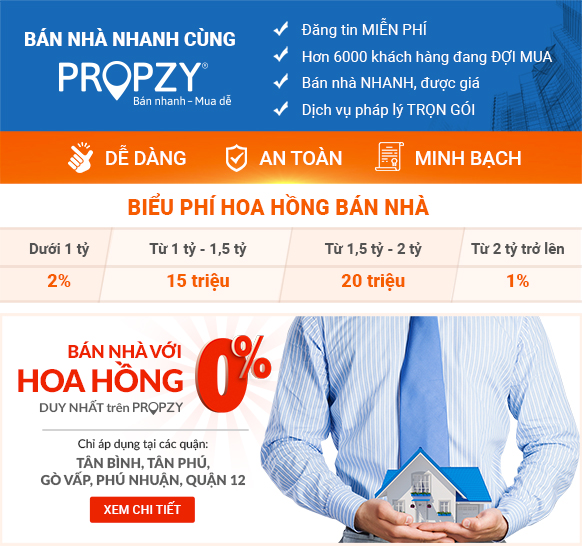 BÁN NHÀ NHANH CÙNG
PROPZY®
Bán nhanh – Mua dễ
Đăng tin MIỄN PHÍ
Hơn 6000 khách hàng đang ĐỢI MUA
Bán nhà NHANH, được giá
Dịch vụ pháp lý TRỌN GÓI
DỄ DÀNG
AN TOÀN
MINH BẠCH
BIỂU PHÍ HOA HỒNG BÁN NHÀ
Dưới 1 tỷ Từ 1 tỷ - 1,5 tỷ Từ 1,5 tỷ - 2 tỷ Từ 2 tỷ trở lên
2% 15 triệu 20 triệu 1%
BÁN NHÀ VỚI
HOA HỒNG 0%
DUY NHẤT trên PROPZY
Chỉ áp dụng tại các quận:
TÂN BÌNH, TÂN PHÚ,
GÒ VẤP, PHÚ NHUẬN, QUẬN 12
XEM CHI TIẾT